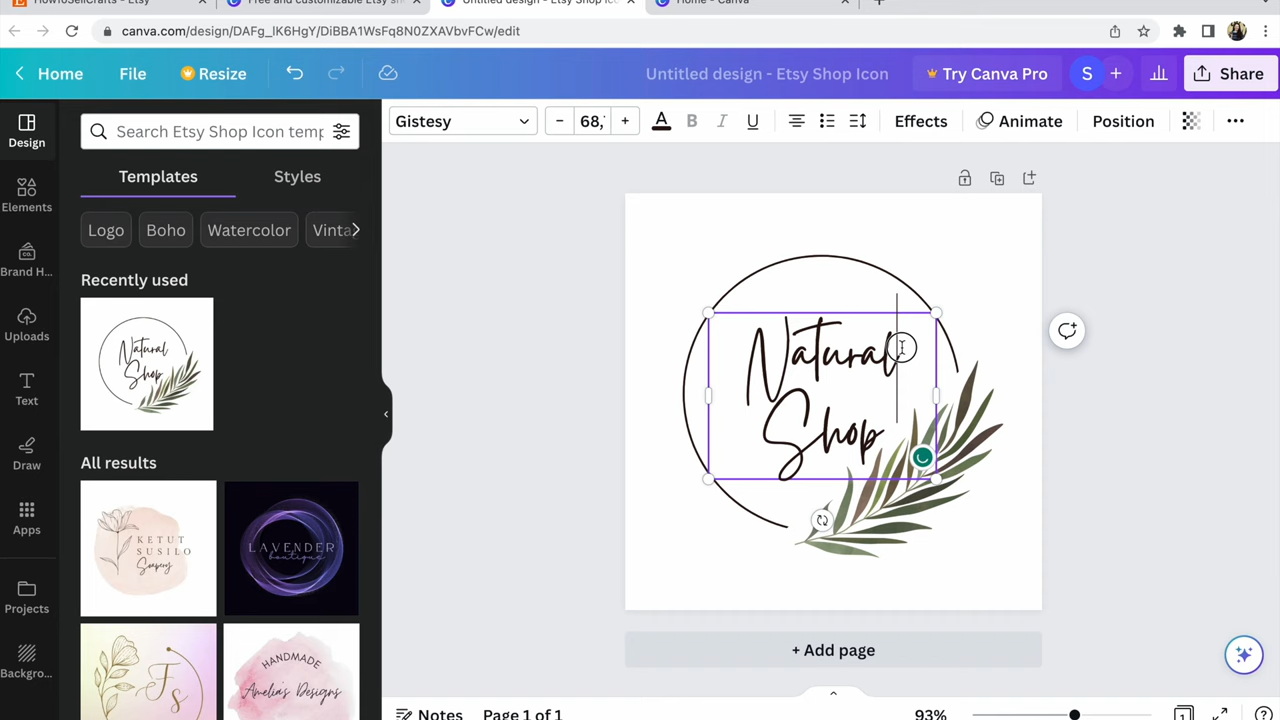 HowToSellCrafts - Etsy
Free and customizable Etsy sho
Untitled design - Etsy Shop Icon
Home - Canva
canva.com/design/DAFg_lK6HgY/DiBBA1WsFq8N0ZXAVbvFCw/edit
Home File Resize Untitled design - Etsy Shop Icon Try Canva Pro S + Share
Design
Elements
Brand H...
Uploads
Text
Draw
Apps
Projects
Backgro...
Search Etsy Shop Icon temp
Templates Styles
Logo Boho Watercolor Vinta
Recently used
Natural
Shop
All results
KETUT
SUSILO
Soapery
LAVENDER
boutique
Fs
HANDMADE
Amelia's Designs
Gistesy − 68, + A B I U Effects Animate Position ...
Natural
Shop
+ Add page
Notes Page 1 of 1 93% 1